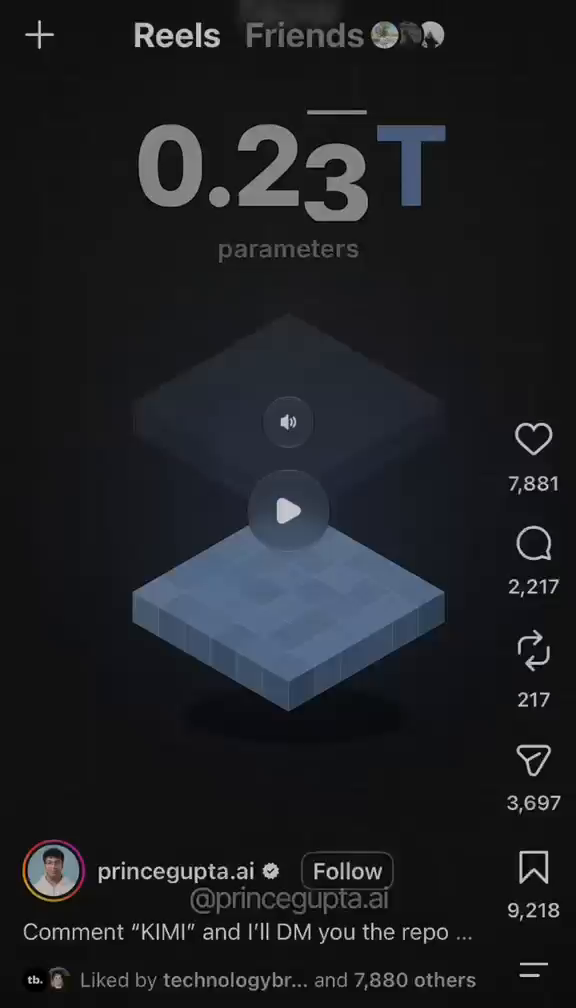 Reels Friends
0.23T
parameters
7,881
2,217
217
3,697
princegupta.ai Follow
@princegupta.ai
9,218
Comment “KIMI” and I’ll DM you the repo ...
tb. Liked by technologybr... and 7,880 others